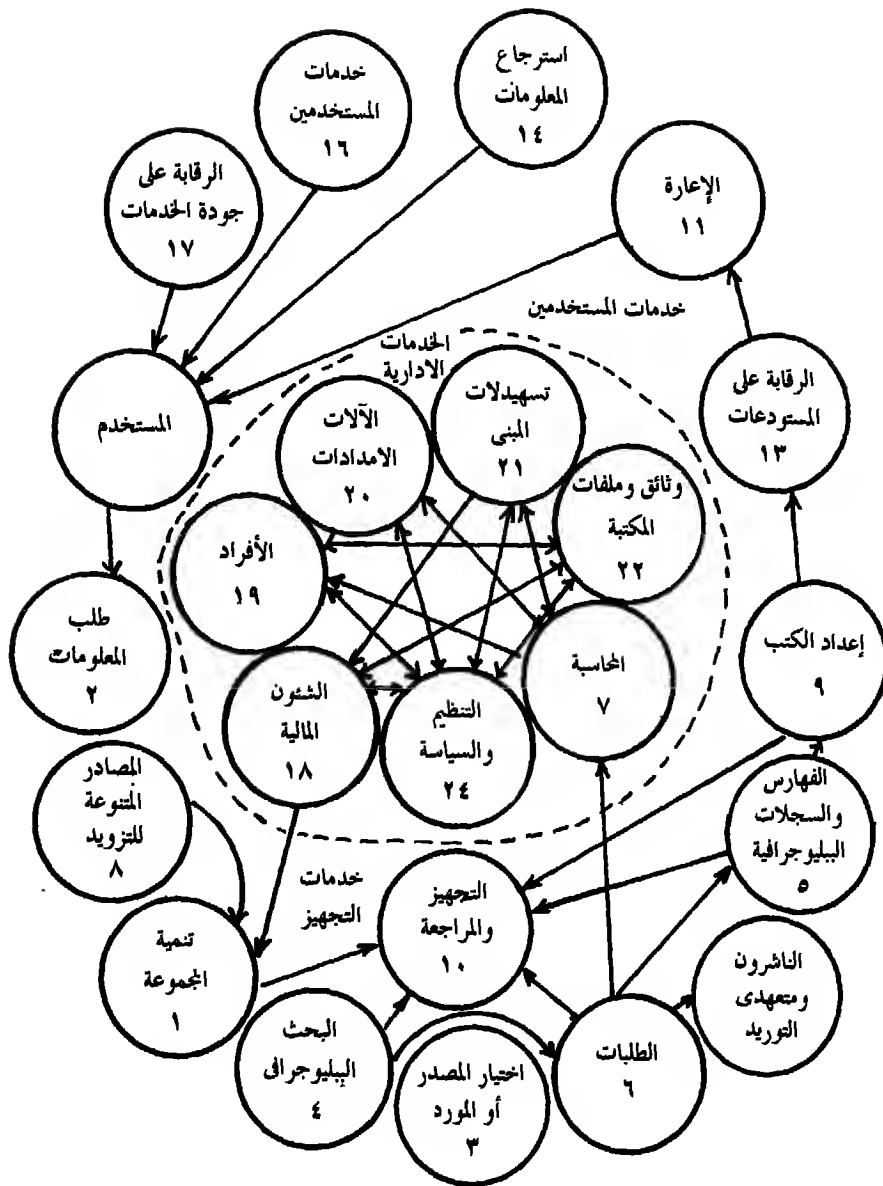 استرجاع
المعلومات
١٤
خدمات
المستخدمين
١٦
الرقابة على
جودة الخدمات
١٧
الإعارة
١١
خدمات المستخدمين
الخدمات
الادارية
المستخدم
تسهيدلات
المبنى
٢١
الآلات
الامدادات
٢٠
الرقابة على
المستودعات
١٣
وثائق وملفات
المكتبة
٢٢
الأفراد
١٩
طلب
المعلومات
٢
إعداد الكتب
٩
المحاسبة
٧
الشئون
المالية
١٨
التنظيم
والسياسة
٢٤
المصادر
المتنوعة
للتزويد
٨
الفهارس
والسجلات
الببليوجرافية
٥
خدمات
التجهيز
التجهيز
والمراجعة
١٠
تنمية
المجموعة
١
الناشرون
ومتعهدى
التوريد
البحث
الببليوجرافى
٤
اختيار المصدر
أو المورد
٣
الطلبات
٦